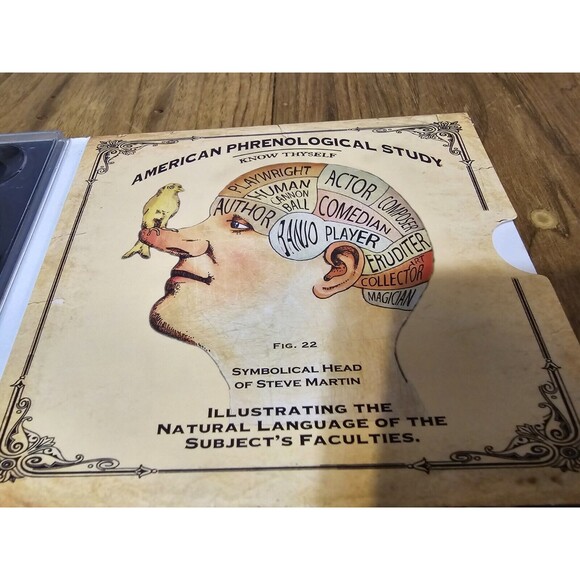 AMERICAN PHRENOLOGICAL STUDY
KNOW THYSELF
PLAYWRIGHT
HUMAN
CANNON
BALL
AUTHOR
ACTOR
COMPOSER
COMEDIAN
BANJO PLAYER
ERUDITER
ART
COLLECTOR
MAGICIAN
FIG. 22
SYMBOLICAL HEAD
OF STEVE MARTIN
ILLUSTRATING THE
NATURAL LANGUAGE OF THE
SUBJECT'S FACULTIES.